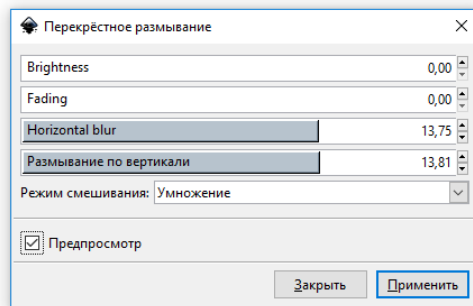 Перекрёстное размывание
Brightness 0,00
Fading 0,00
Horizontal blur 13,75
Размывание по вертикали 13,81
Режим смешивания: Умножение
Предпросмотр
Закрыть Применить